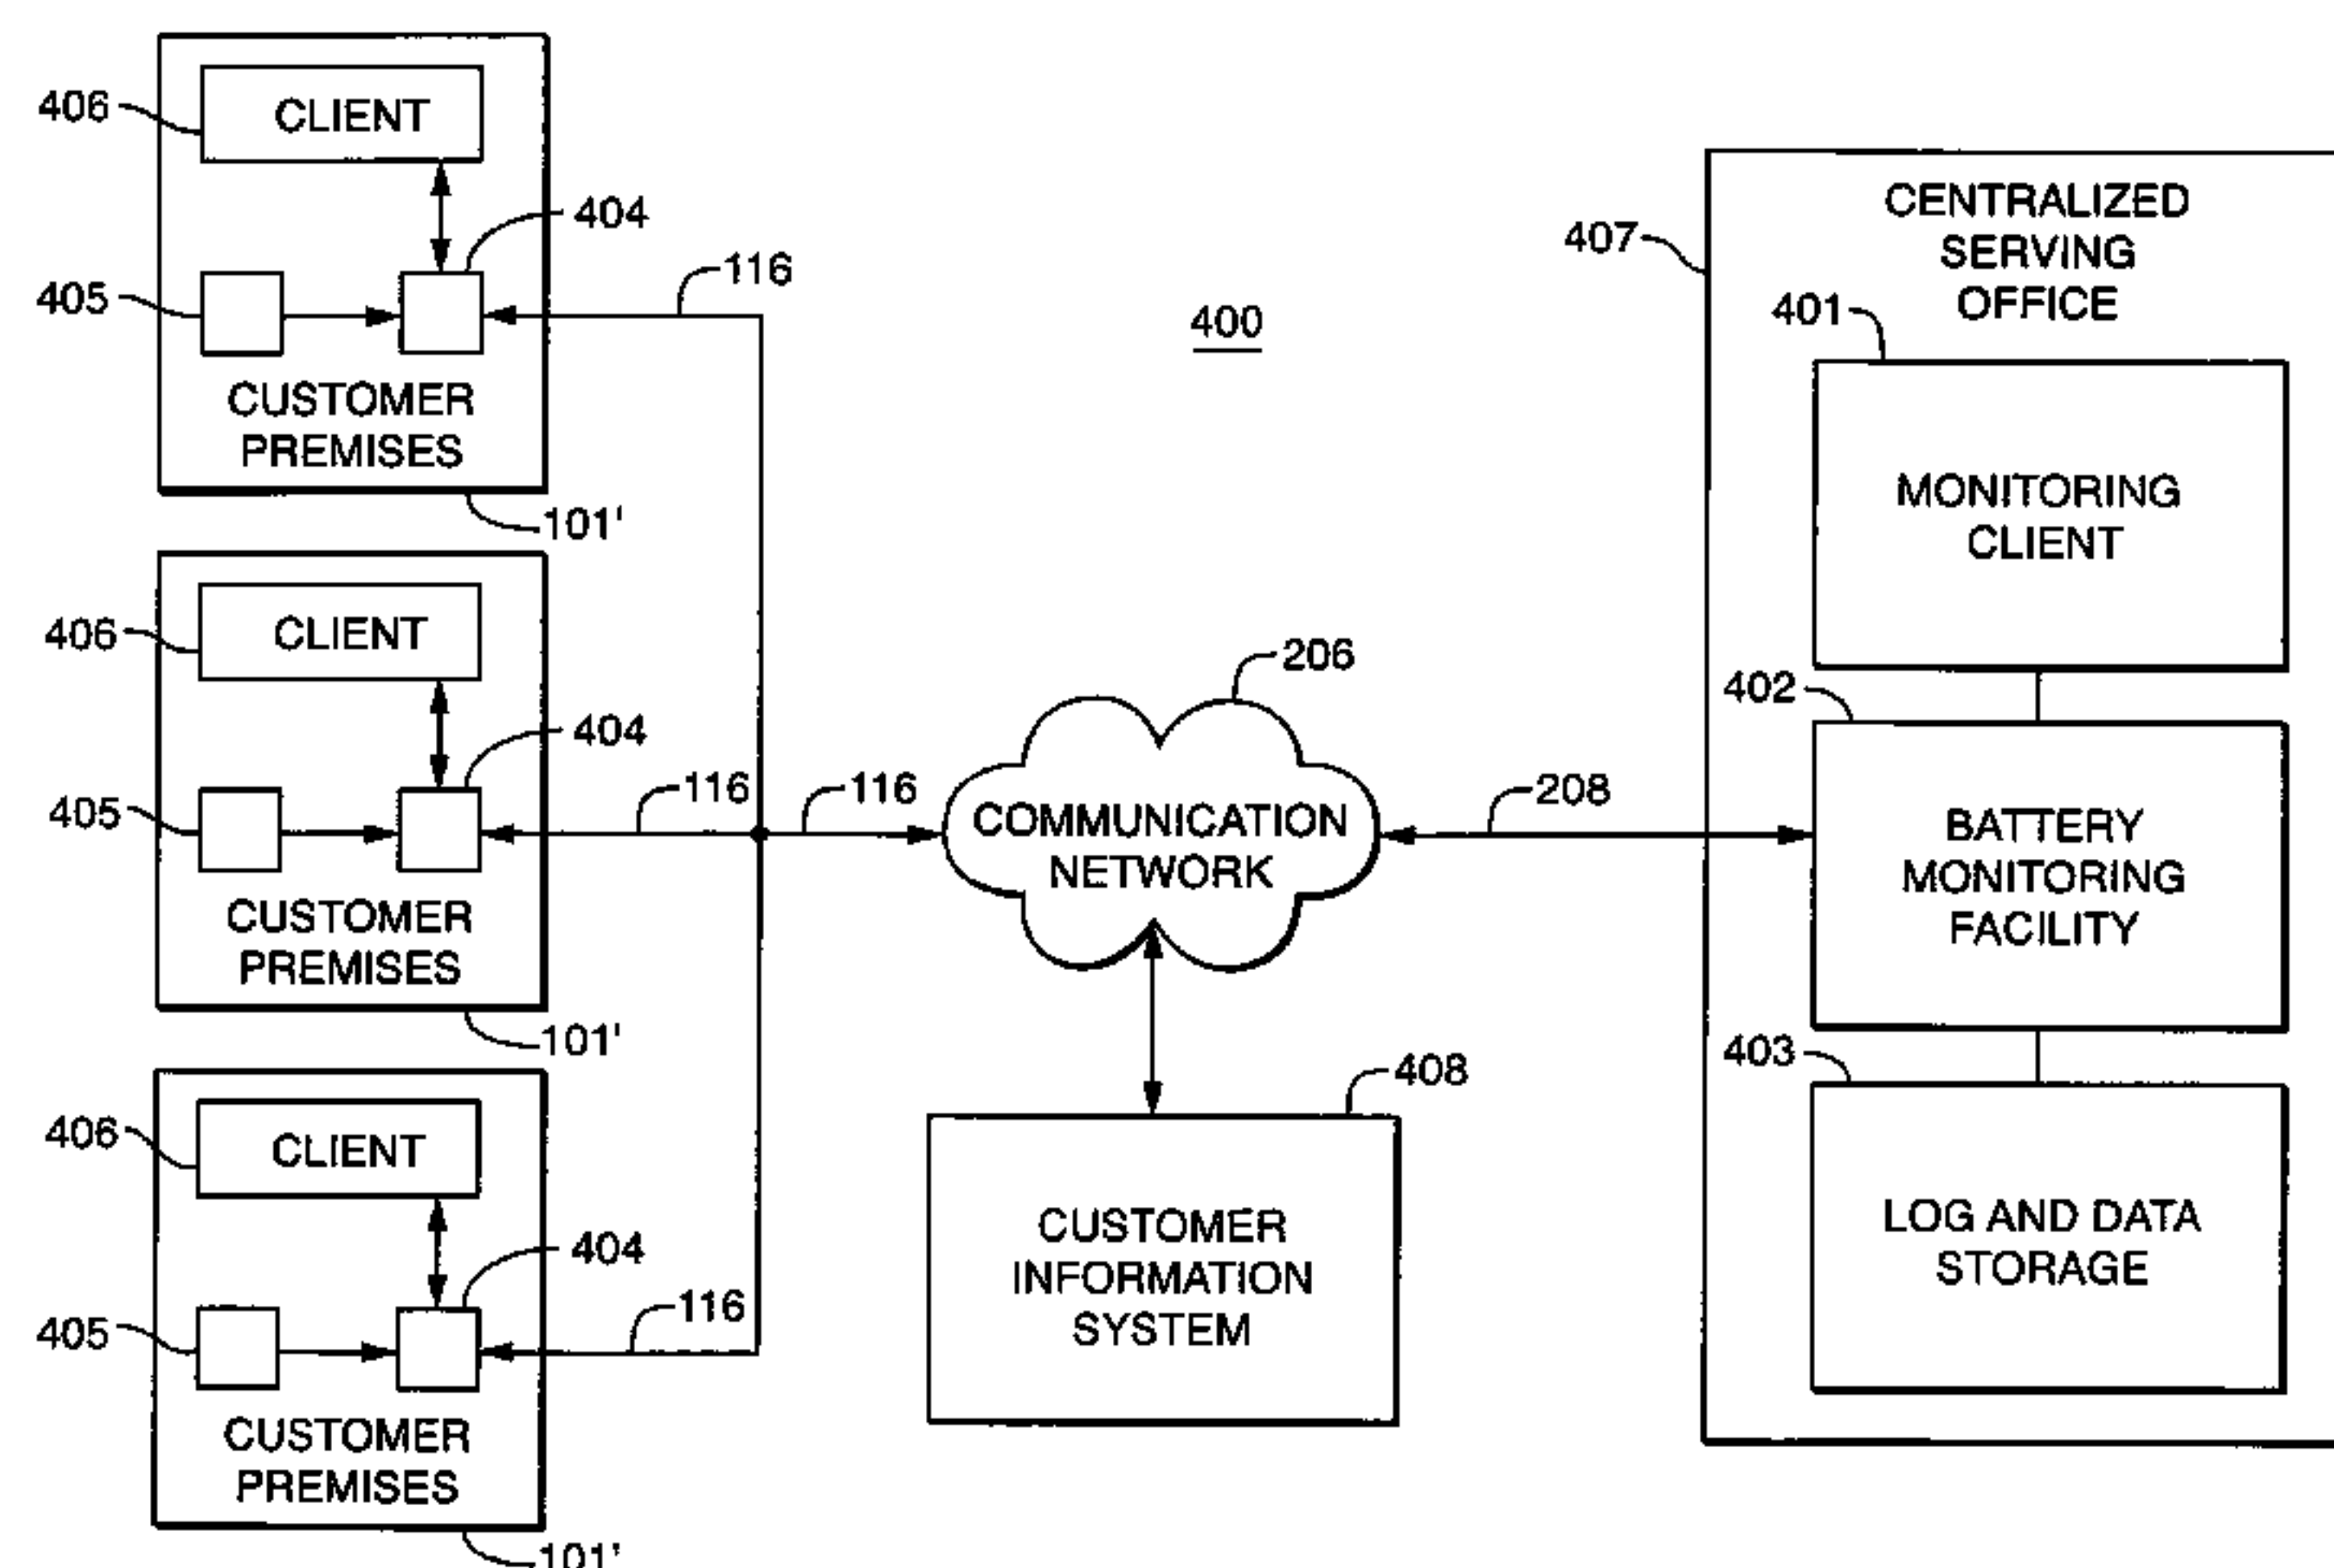 406
CLIENT
404
405
116
CUSTOMER
PREMISES
101'
406
CLIENT
404
405
116
116
CUSTOMER
PREMISES
101'
406
CLIENT
404
405
116
CUSTOMER
PREMISES
101'
400
206
COMMUNICATION
NETWORK
208
408
CUSTOMER
INFORMATION
SYSTEM
407
CENTRALIZED
SERVING
OFFICE
401
MONITORING
CLIENT
402
BATTERY
MONITORING
FACILITY
403
LOG AND DATA
STORAGE